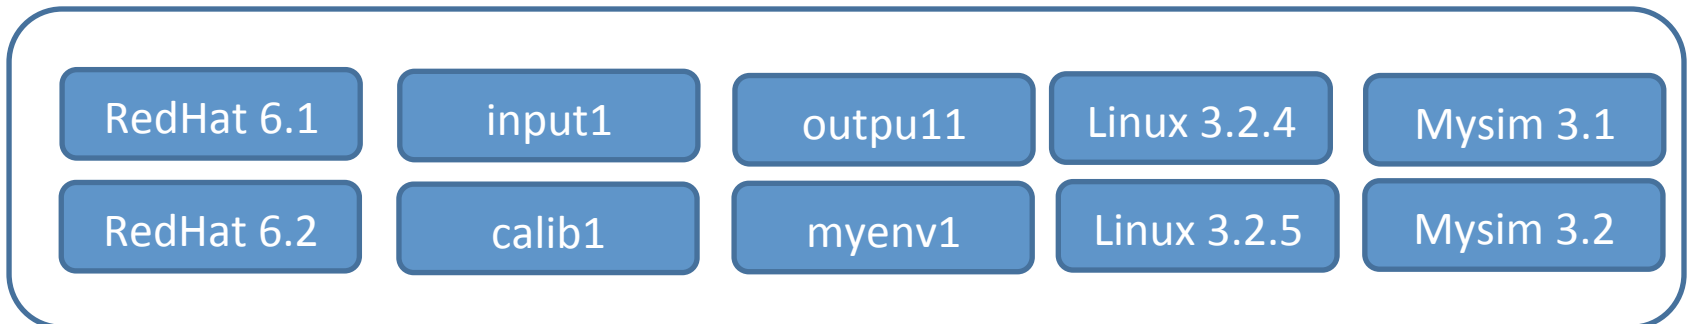 RedHat 6.1
input1
outpu11
Linux 3.2.4
Mysim 3.1
RedHat 6.2
calib1
myenv1
Linux 3.2.5
Mysim 3.2